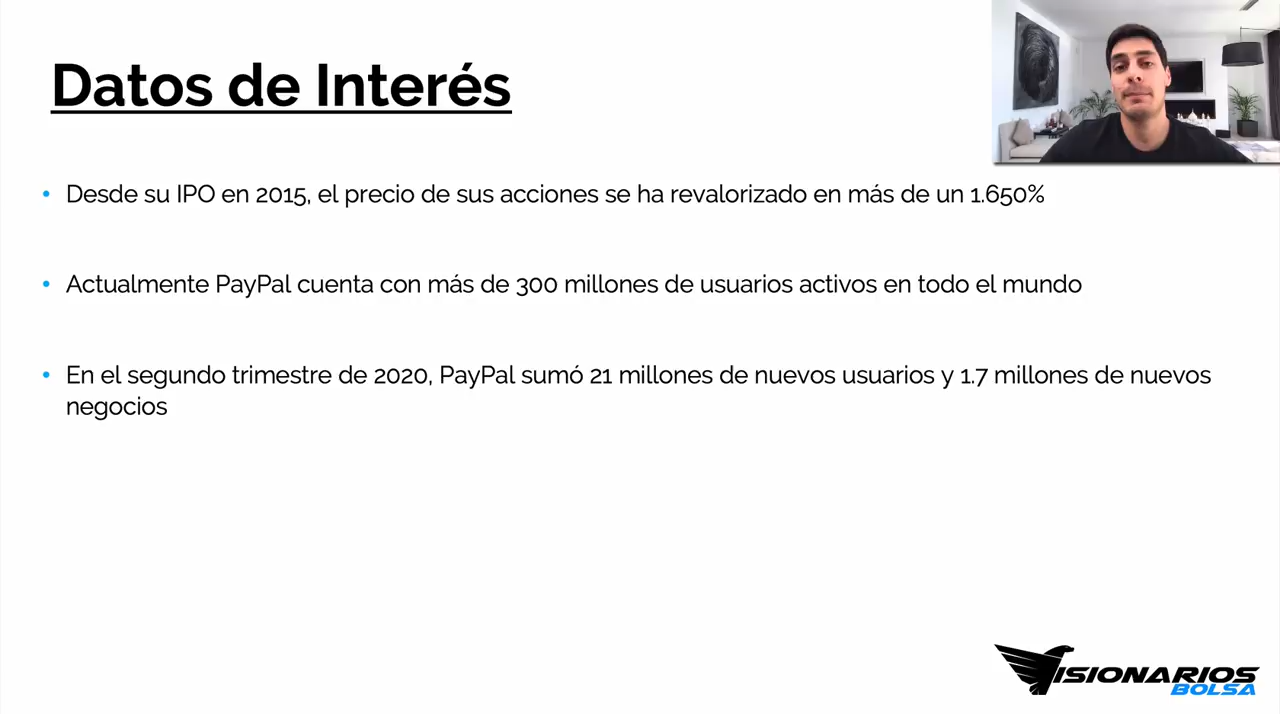 Datos de Interés
• Desde su IPO en 2015, el precio de sus acciones se ha revalorizado en más de un 1.650%
• Actualmente PayPal cuenta con más de 300 millones de usuarios activos en todo el mundo
• En el segundo trimestre de 2020, PayPal sumó 21 millones de nuevos usuarios y 1.7 millones de nuevos
negocios
VISIONARIOS
BOLSA